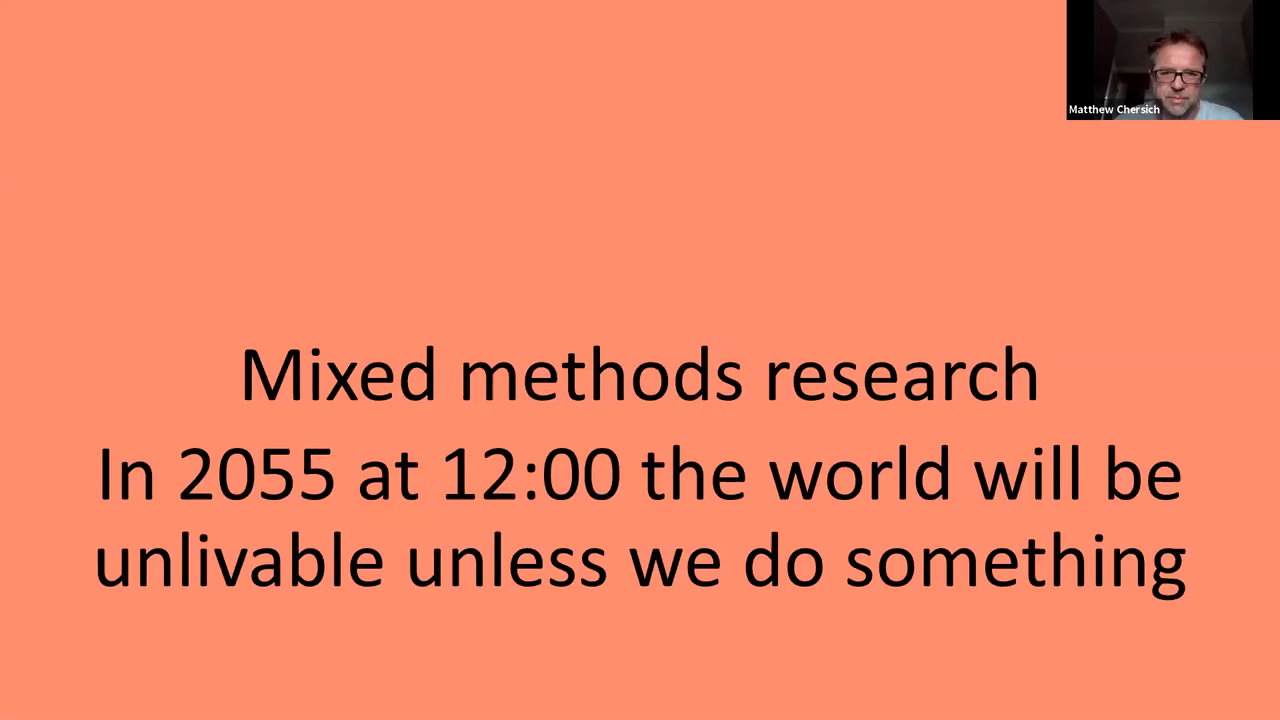 Matthew Chersich
Mixed methods research
In 2055 at 12:00 the world will be
unlivable unless we do something